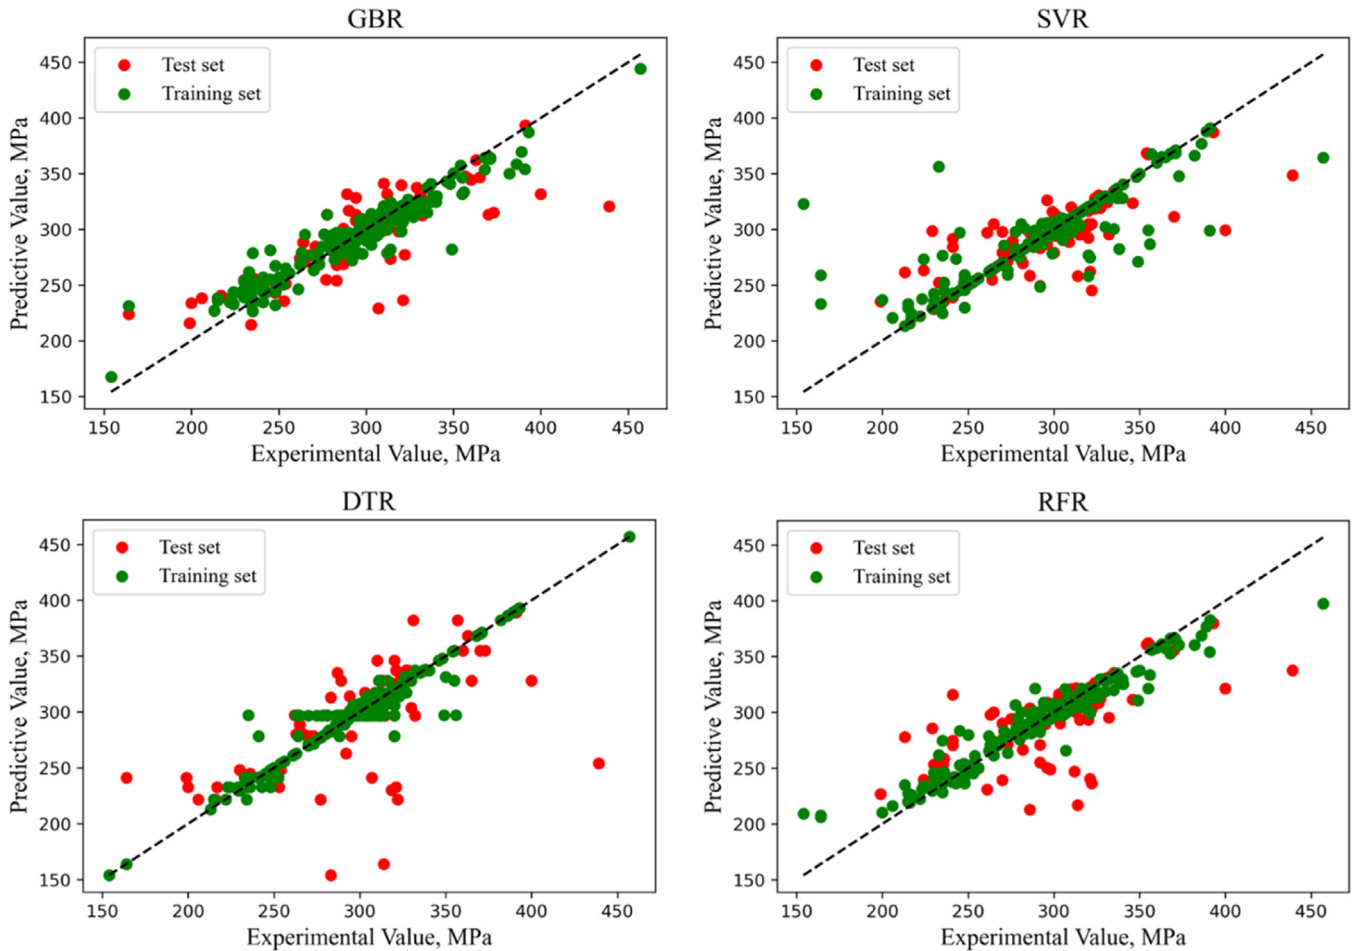 GBR
Test set
Training set
450
400
350
300
250
200
150
150 200 250 300 350 400 450
Predictive Value, MPa
Experimental Value, MPa
SVR
Test set
Training set
450
400
350
300
250
200
150
150 200 250 300 350 400 450
Predictive Value, MPa
Experimental Value, MPa
DTR
Test set
Training set
450
400
350
300
250
200
150
150 200 250 300 350 400 450
Predictive Value, MPa
Experimental Value, MPa
RFR
Test set
Training set
450
400
350
300
250
200
150
150 200 250 300 350 400 450
Predictive Value, MPa
Experimental Value, MPa